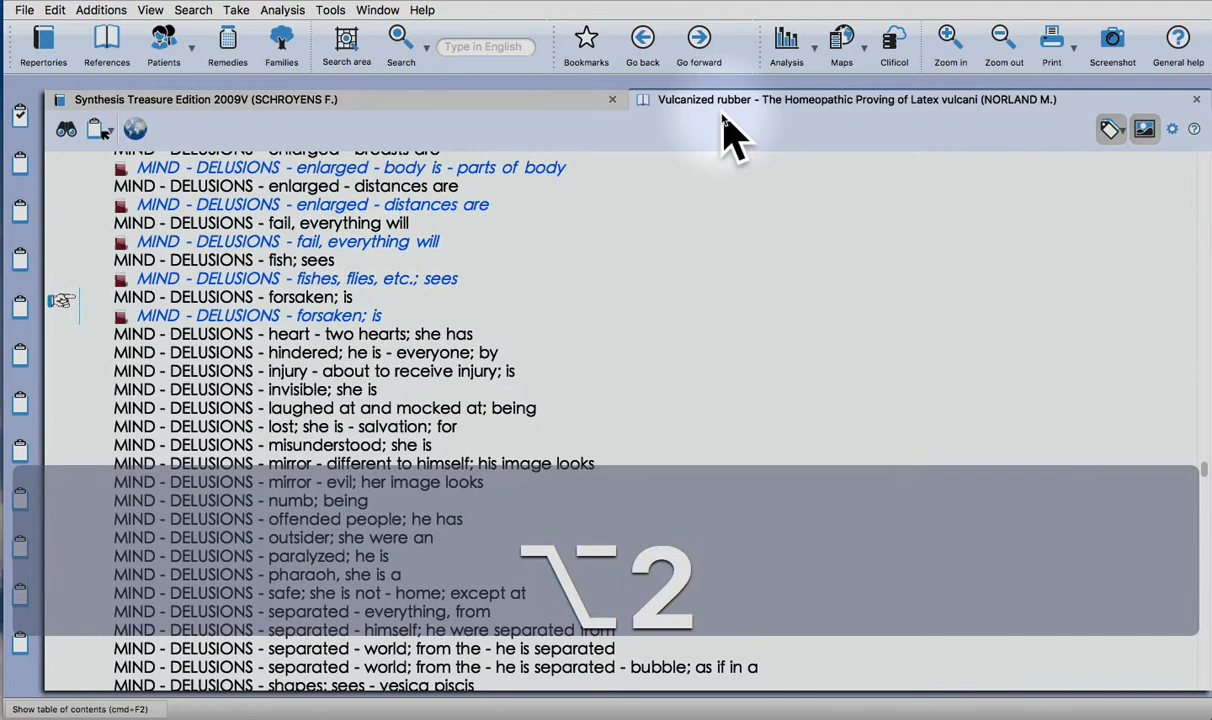 File Edit Additions View Search Take Analysis Tools Window Help
Type in English
Repertories References Patients Remedies Families Search area Search Bookmarks Go back Go forward Analysis Maps Clificol Zoom in Zoom out Print Screenshot General help
Synthesis Treasure Edition 2009V (SCHROYENS F.) Vulcanized rubber - The Homeopathic Proving of Latex vulcani (NORLAND M.)
MIND - DELUSIONS - enlarged - breasts are
MIND - DELUSIONS - enlarged - body is - parts of body
MIND - DELUSIONS - enlarged - distances are
MIND - DELUSIONS - enlarged - distances are
MIND - DELUSIONS - fail, everything will
MIND - DELUSIONS - fail, everything will
MIND - DELUSIONS - fish; sees
MIND - DELUSIONS - fishes, flies, etc.; sees
MIND - DELUSIONS - forsaken; is
MIND - DELUSIONS - forsaken; is
MIND - DELUSIONS - heart - two hearts; she has
MIND - DELUSIONS - hindered; he is - everyone; by
MIND - DELUSIONS - injury - about to receive injury; is
MIND - DELUSIONS - invisible; she is
MIND - DELUSIONS - laughed at and mocked at; being
MIND - DELUSIONS - lost; she is - salvation; for
MIND - DELUSIONS - misunderstood; she is
MIND - DELUSIONS - mirror - different to himself; his image looks
MIND - DELUSIONS - mirror - evil; her image looks
MIND - DELUSIONS - numb; being
MIND - DELUSIONS - offended people; he has
MIND - DELUSIONS - outsider; she were an
MIND - DELUSIONS - paralyzed; he is
MIND - DELUSIONS - pharaoh, she is a
MIND - DELUSIONS - safe; she is not - home; except at
MIND - DELUSIONS - separated - everything, from
MIND - DELUSIONS - separated - himself; he were separated from
MIND - DELUSIONS - separated - world; from the - he is separated
MIND - DELUSIONS - separated - world; from the - he is separated - bubble; as if in a
MIND - DELUSIONS - shapes; sees - vesica piscis
⌥2
Show table of contents (cmd+F2)